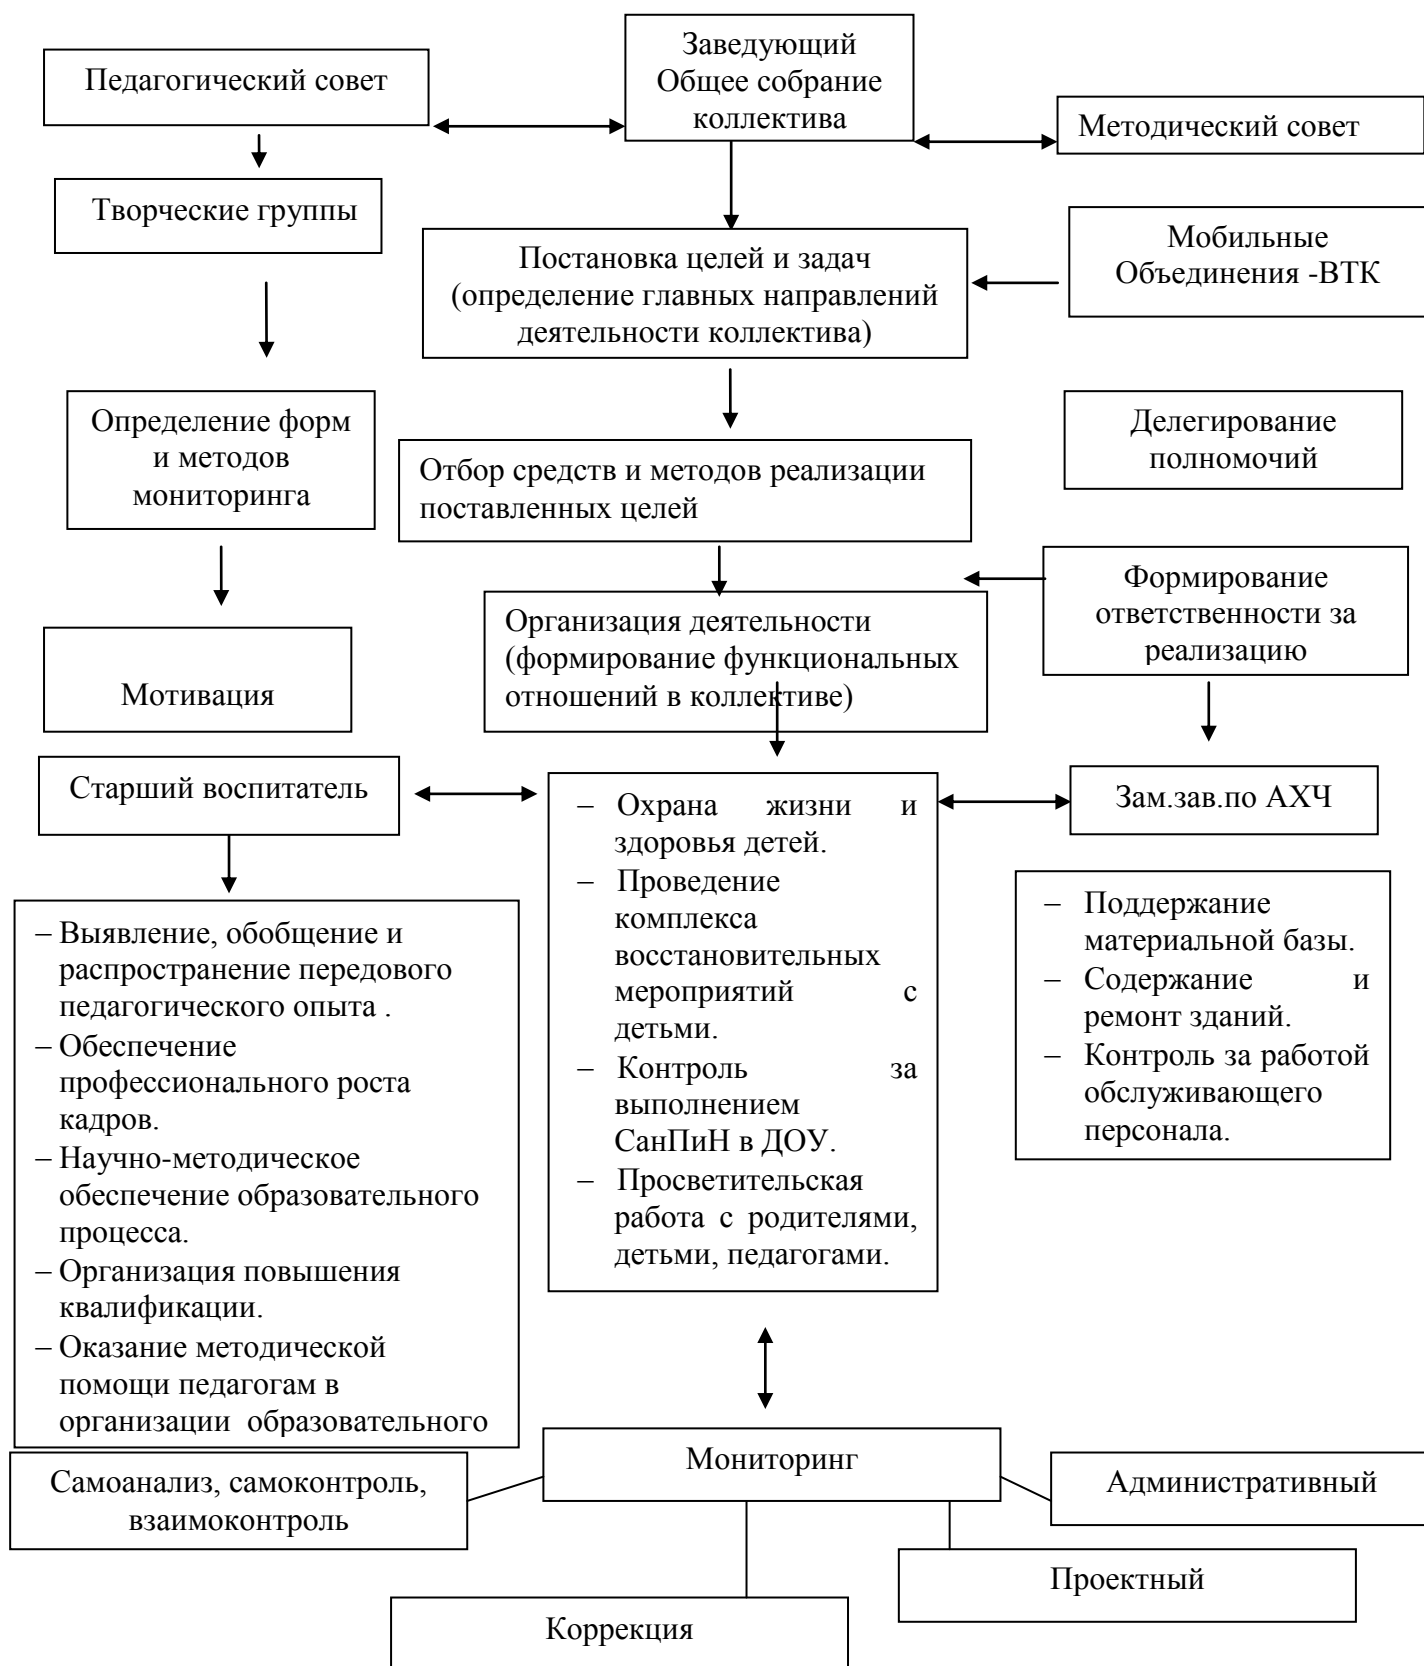 Заведующий
Общее собрание
коллектива
Педагогический совет
Методический совет
Творческие группы
Мобильные
Объединения -ВТК
Постановка целей и задач
(определение главных направлений
деятельности коллектива)
Определение форм
и методов
мониторинга
Отбор средств и методов реализации
поставленных целей
Делегирование
полномочий
Организация деятельности
(формирование функциональных
отношений в коллективе)
Формирование
ответственности за
реализацию
Мотивация
Старший воспитатель
– Охрана жизни и
здоровья детей.
– Проведение
комплекса
восстановительных
мероприятий с
детьми.
– Контроль за
выполнением
СанПиН в ДОУ.
– Просветительская
работа с родителями,
детьми, педагогами.
Зам.зав.по АХЧ
– Поддержание
материальной базы.
– Содержание и
ремонт зданий.
– Контроль за работой
обслуживающего
персонала.
– Выявление, обобщение и
распространение передового
педагогического опыта .
– Обеспечение
профессионального роста
кадров.
– Научно-методическое
обеспечение образовательного
процесса.
– Организация повышения
квалификации.
– Оказание методической
помощи педагогам в
организации образовательного
Мониторинг
Самоанализ, самоконтроль,
взаимоконтроль
Административный
Проектный
Коррекция